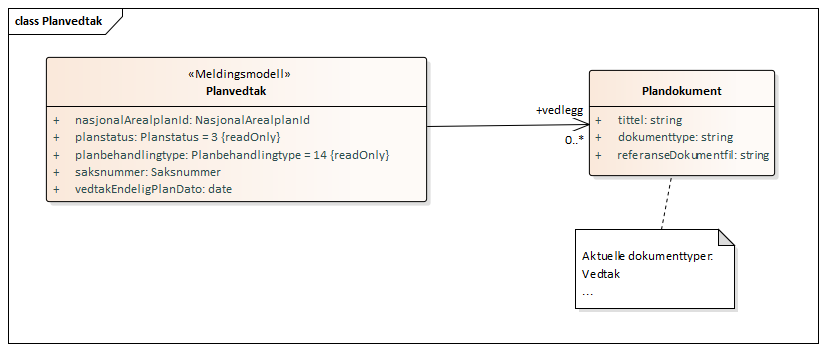 class Planvedtak
«Meldingsmodell»
Planvedtak
+ nasjonalArealplanId: NasjonalArealplanId
+ planstatus: Planstatus = 3 {readOnly}
+ planbehandlingtype: Planbehandlingtype = 14 {readOnly}
+ saksnummer: Saksnummer
+ vedtakEndeligPlanDato: date
+vedlegg
0..*
Plandokument
+ tittel: string
+ dokumenttype: string
+ referanseDokumentfil: string
Aktuelle dokumenttyper:
Vedtak
...